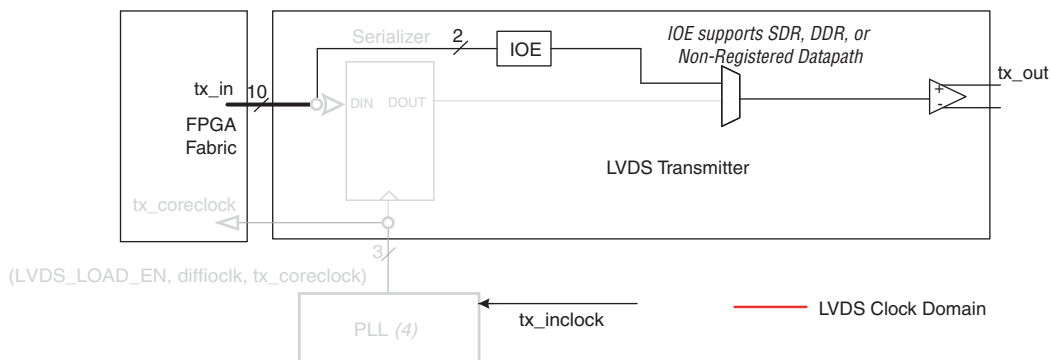 Serializer
2
IOE
IOE supports SDR, DDR, or
Non-Registered Datapath
tx_in
10
DIN
DOUT
+
-
tx_out
FPGA
Fabric
LVDS Transmitter
tx_coreclock
3
(LVDS_LOAD_EN, diffioclk, tx_coreclock)
PLL (4)
tx_inclock
LVDS Clock Domain